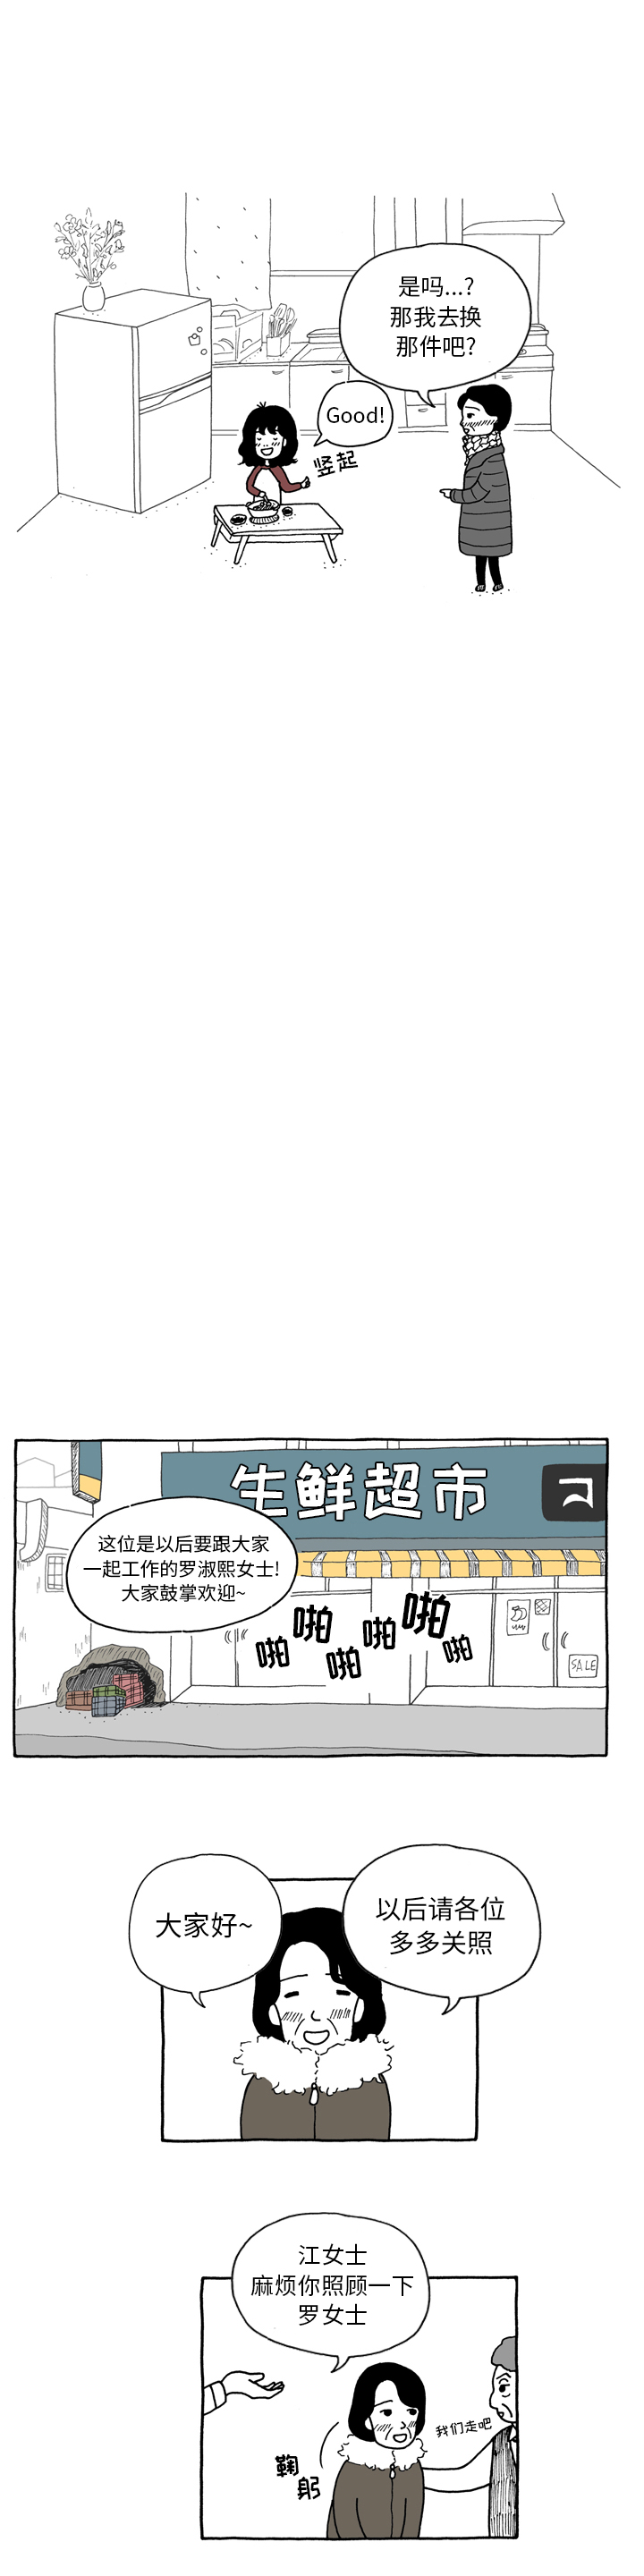 是吗...?
那我去换
那件吧?
Good!
竖起
生鲜超市
这位是以后要跟大家
一起工作的罗淑熙女士!
大家鼓掌欢迎~
啪
啪
啪
啪
啪
啪
SALE
大家好~
以后请各位
多多关照
江女士
麻烦你照顾一下
罗女士
我们走吧
鞠
躬